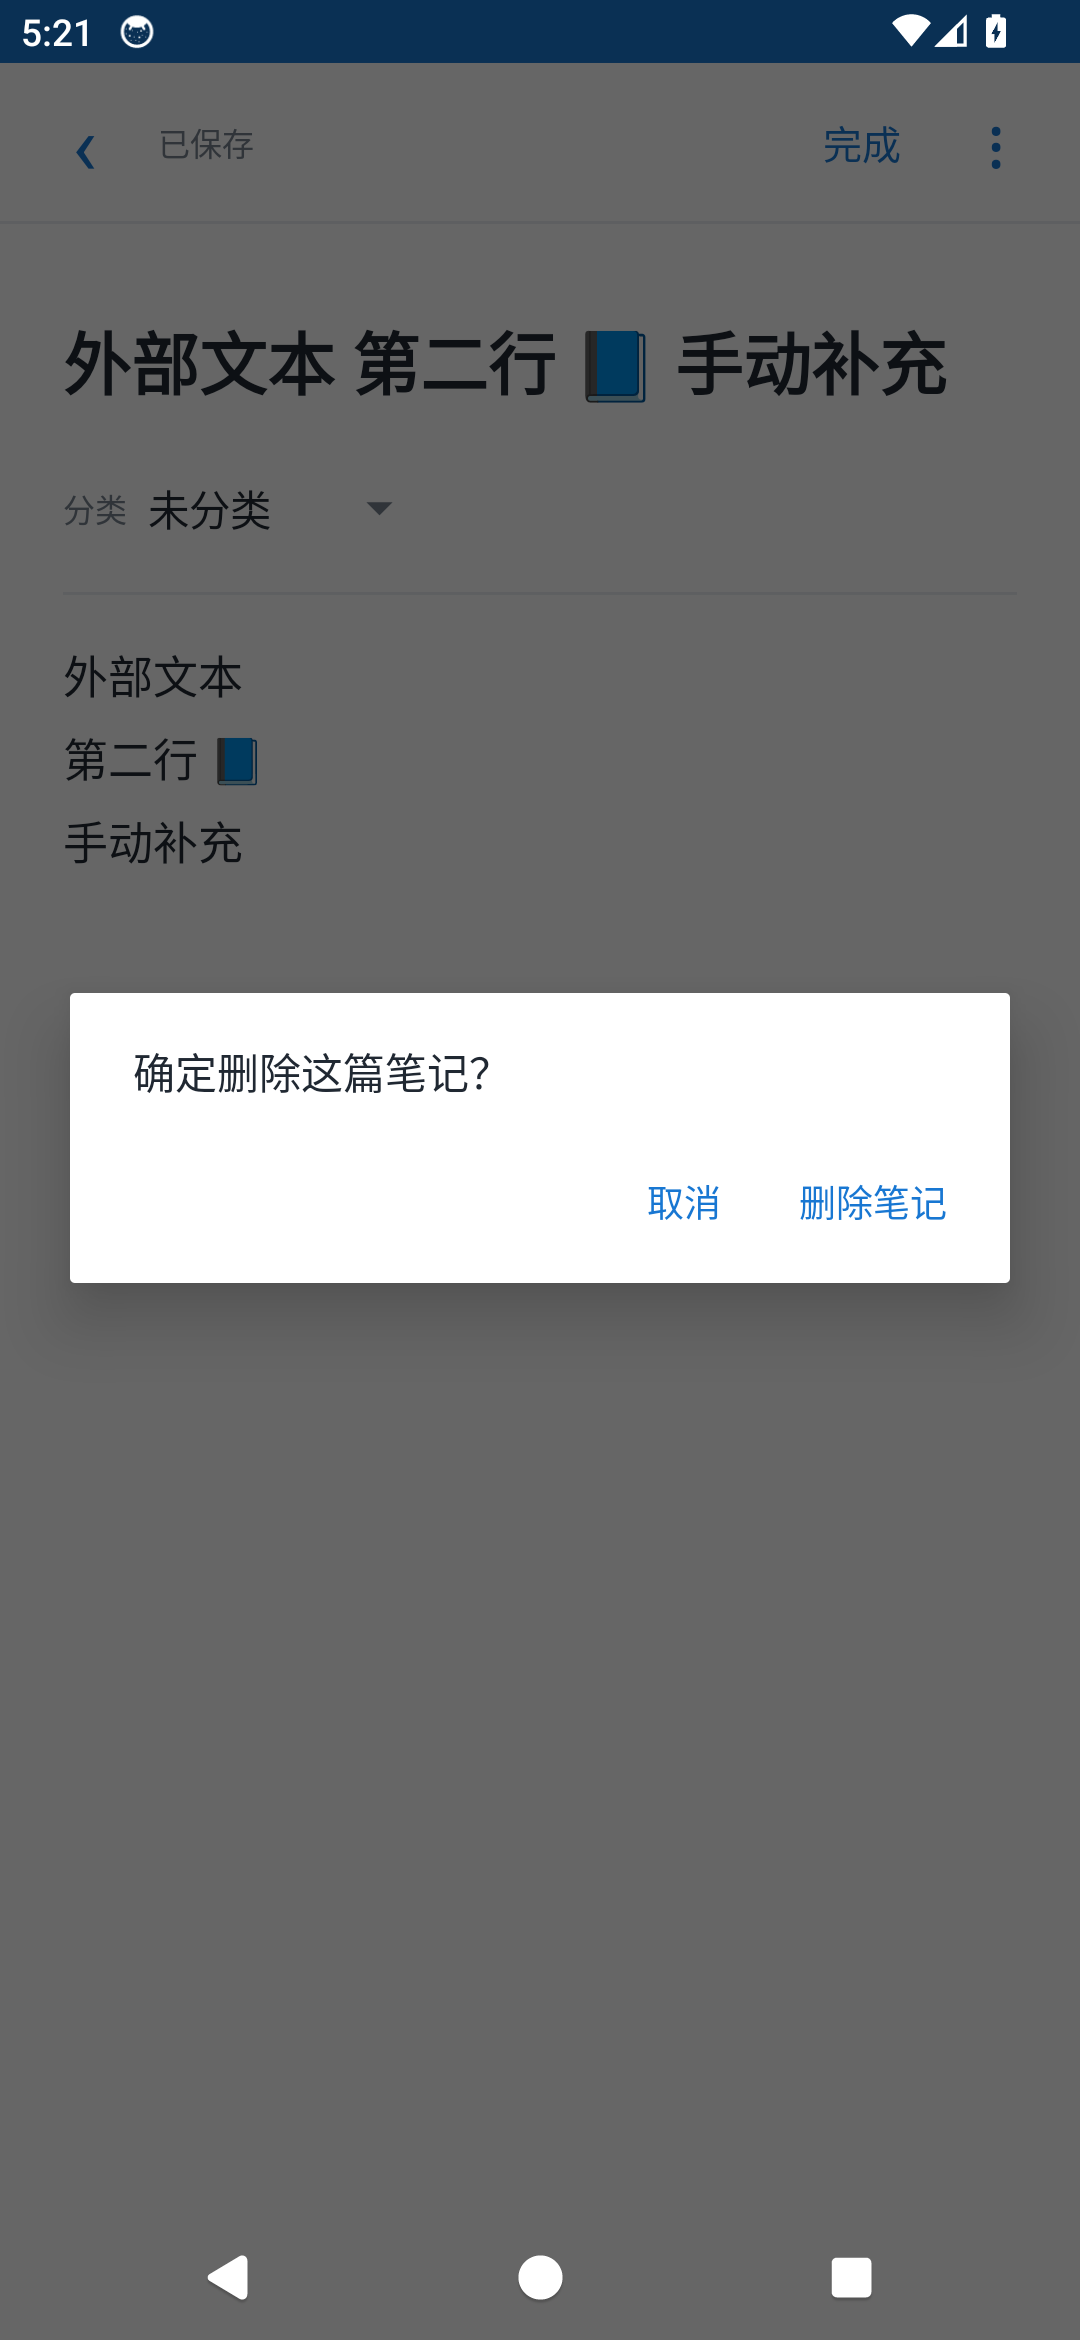 5:21
已保存 完成
外部文本 第二行 📘 手动补充
分类 未分类
外部文本
第二行 📘
手动补充
确定删除这篇笔记?
取消 删除笔记